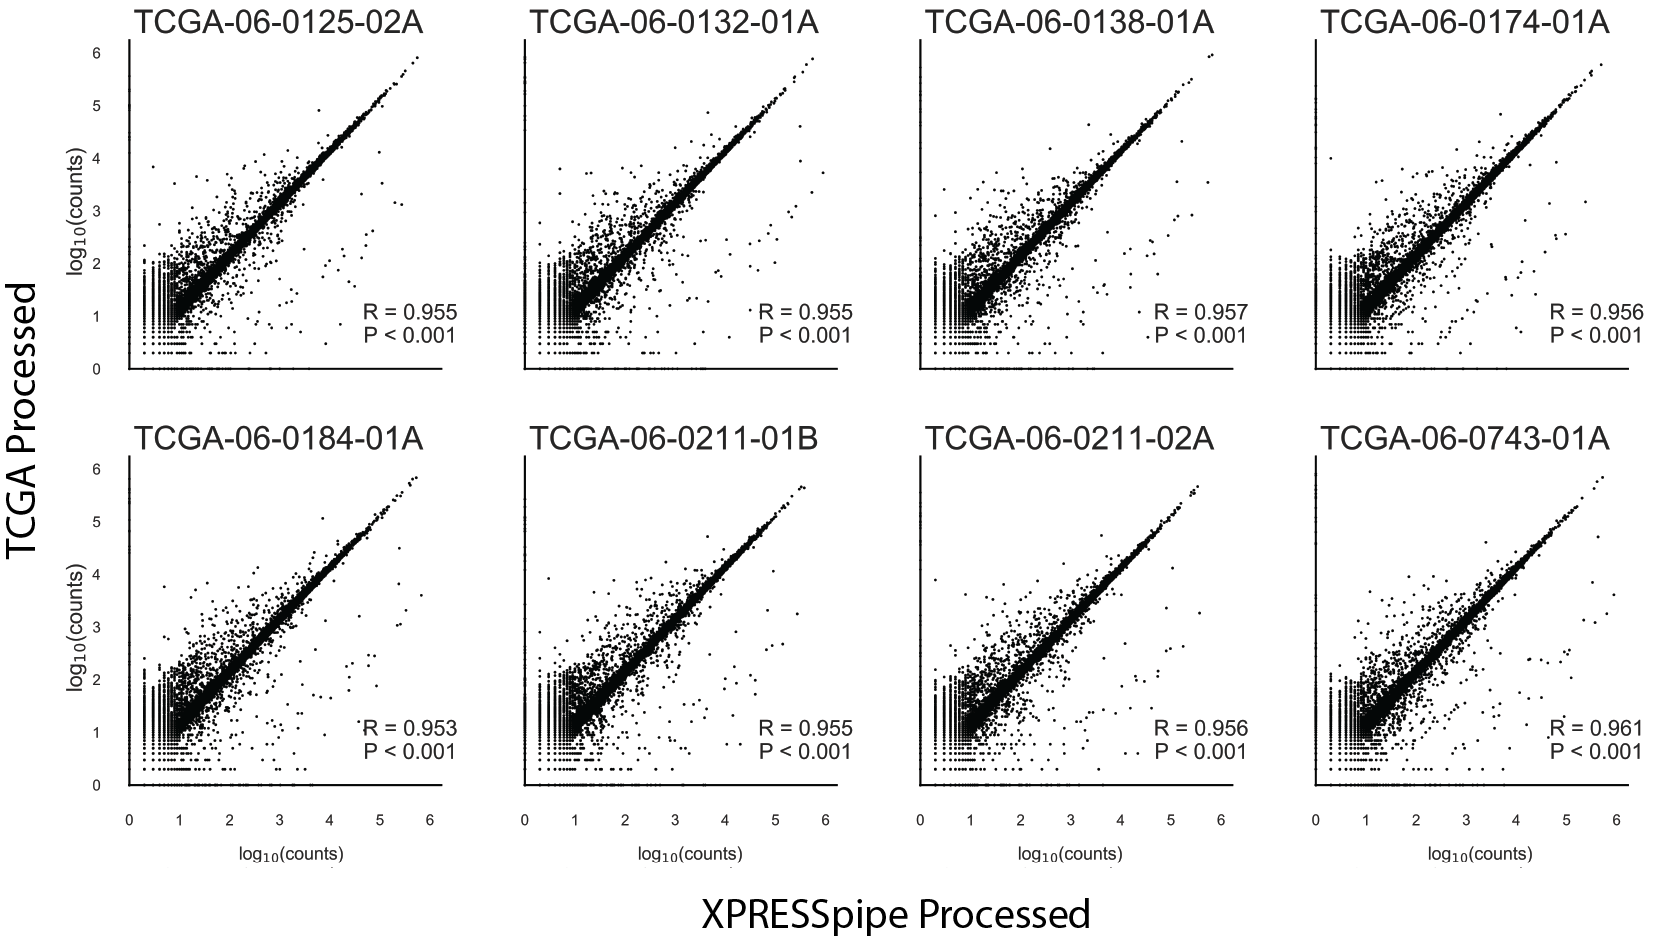 TCGA-06-0125-02A
TCGA-06-0132-01A
TCGA-06-0138-01A
TCGA-06-0174-01A
6
5
4
3
2
1
0
log10(counts)
R = 0.955
P < 0.001
R = 0.955
P < 0.001
R = 0.957
P < 0.001
R = 0.956
P < 0.001
TCGA Processed
TCGA-06-0184-01A
TCGA-06-0211-01B
TCGA-06-0211-02A
TCGA-06-0743-01A
6
5
4
3
2
1
0
log10(counts)
R = 0.953
P < 0.001
R = 0.955
P < 0.001
R = 0.956
P < 0.001
R = 0.961
P < 0.001
0 1 2 3 4 5 6
0 1 2 3 4 5 6
0 1 2 3 4 5 6
0 1 2 3 4 5 6
log10(counts)
log10(counts)
log10(counts)
log10(counts)
XPRESSpipe Processed